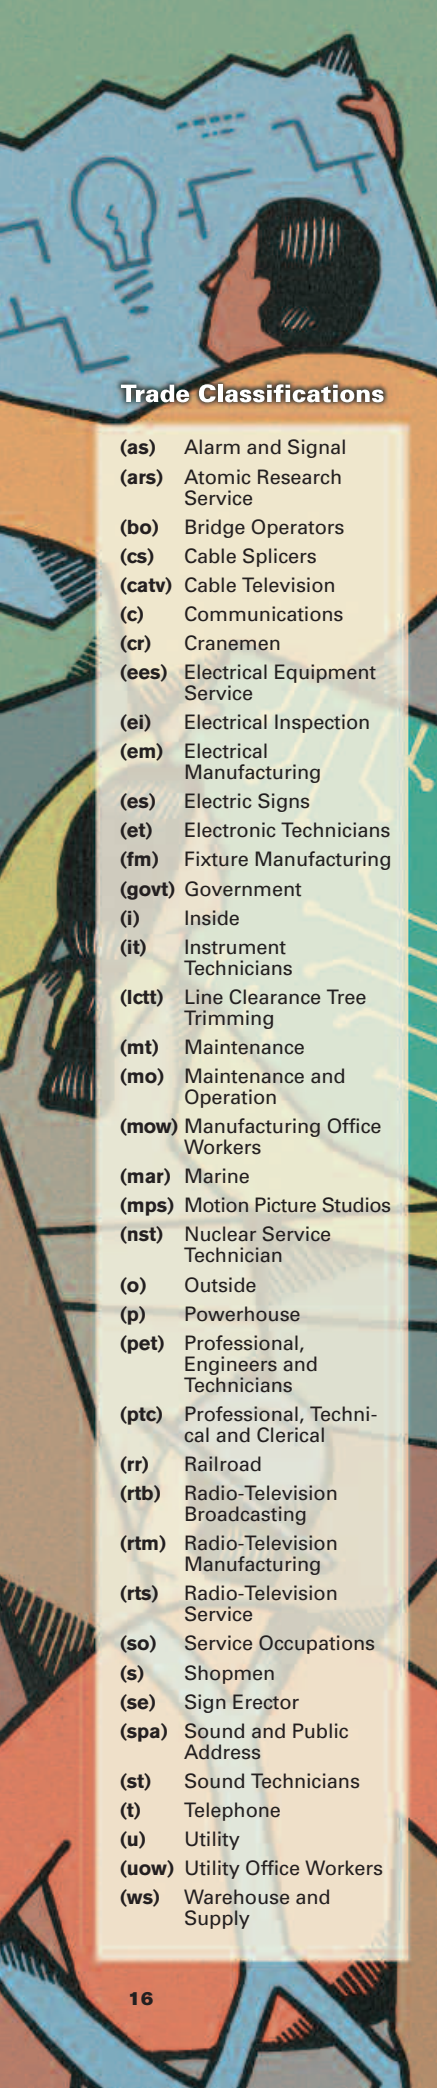 Trade Classifications
(as) Alarm and Signal
(ars) Atomic Research
Service
(bo) Bridge Operators
(cs) Cable Splicers
(catv) Cable Television
(c) Communications
(cr) Cranemen
(ees) Electrical Equipment
Service
(ei) Electrical Inspection
(em) Electrical
Manufacturing
(es) Electric Signs
(et) Electronic Technicians
(fm) Fixture Manufacturing
(govt) Government
(i) Inside
(it) Instrument
Technicians
(lctt) Line Clearance Tree
Trimming
(mt) Maintenance
(mo) Maintenance and
Operation
(mow) Manufacturing Office
Workers
(mar) Marine
(mps) Motion Picture Studios
(nst) Nuclear Service
Technician
(o) Outside
(p) Powerhouse
(pet) Professional,
Engineers and
Technicians
(ptc) Professional, Techni-
cal and Clerical
(rr) Railroad
(rtb) Radio-Television
Broadcasting
(rtm) Radio-Television
Manufacturing
(rts) Radio-Television
Service
(so) Service Occupations
(s) Shopmen
(se) Sign Erector
(spa) Sound and Public
Address
(st) Sound Technicians
(t) Telephone
(u) Utility
(uow) Utility Office Workers
(ws) Warehouse and
Supply
16